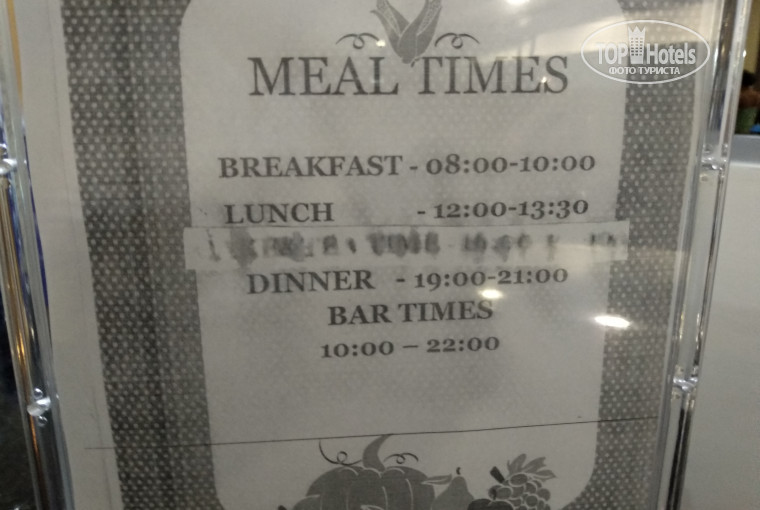 TOP Hotels
ФОТО ТУРИСТА
MEAL TIMES
BREAKFAST - 08:00-10:00
LUNCH - 12:00-13:30
DINNER - 19:00-21:00
BAR TIMES
10:00 – 22:00